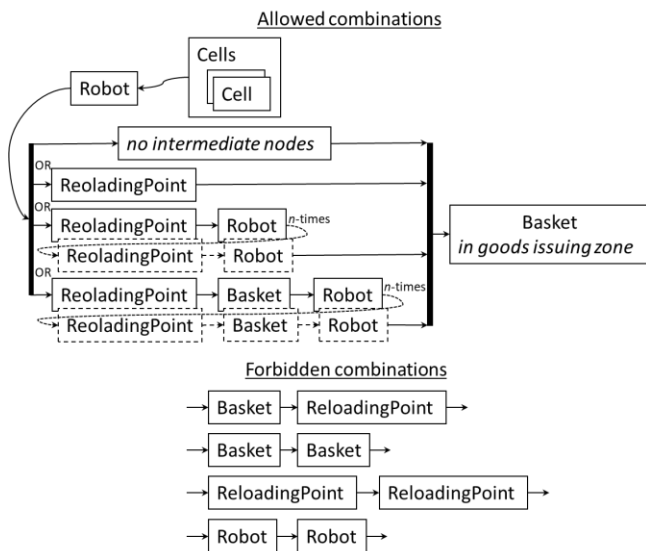 Allowed combinations
Cells
Robot
Cell
no intermediate nodes
OR
ReoladingPoint
OR
ReoladingPoint Robot n-times
ReoladingPoint Robot
Basket
in goods issuing zone
OR
ReoladingPoint Basket Robot n-times
ReoladingPoint Basket Robot
Forbidden combinations
Basket ReloadingPoint
Basket Basket
ReloadingPoint ReloadingPoint
Robot Robot